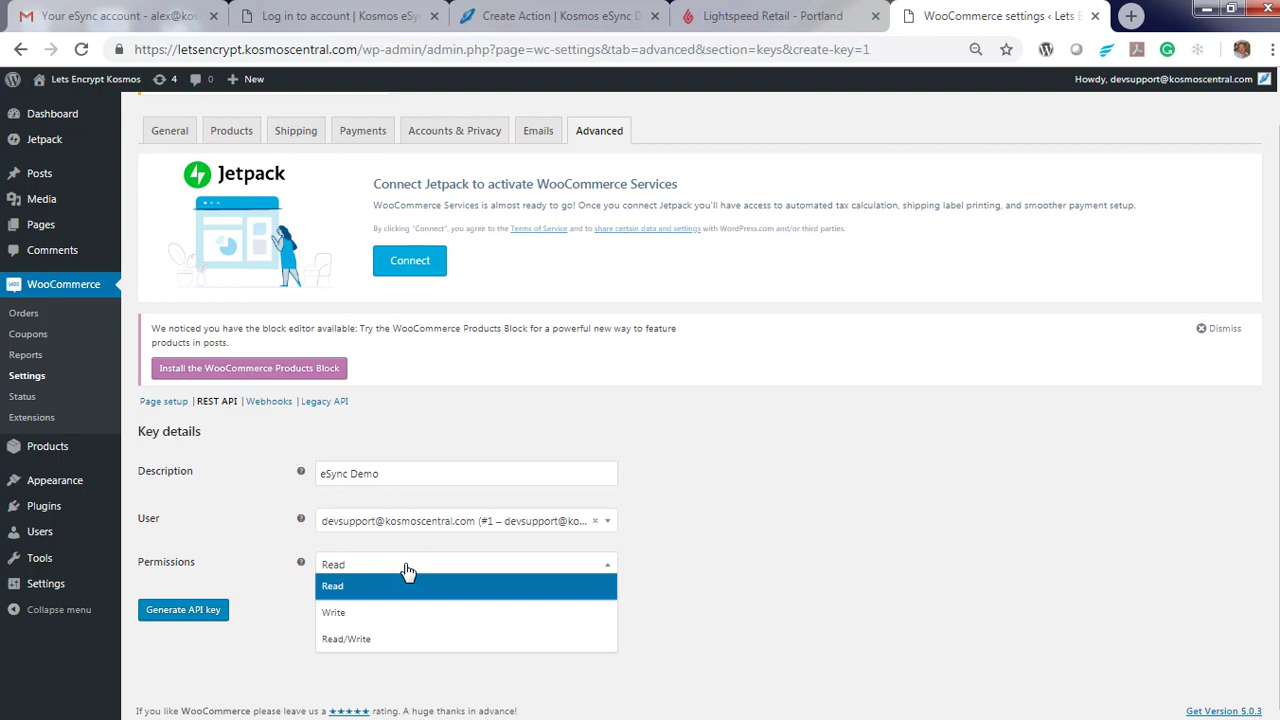 Your eSync account - alex@k
Log in to account | Kosmos eSy
Create Action | Kosmos eSync D
Lightspeed Retail - Portland
WooCommerce settings ‹ Lets E
https://letsencrypt.kosmoscentral.com/wp-admin/admin.php?page=wc-settings&tab=advanced&section=keys&create-key=1
Lets Encrypt Kosmos 4 0 New
Howdy, devsupport@kosmoscentral.com
Dashboard
Jetpack
Posts
Media
Pages
Comments
WooCommerce
Orders
Coupons
Reports
Settings
Status
Extensions
Products
Appearance
Plugins
Users
Tools
Settings
Collapse menu
General Products Shipping Payments Accounts & Privacy Emails Advanced
Jetpack
Connect Jetpack to activate WooCommerce Services
WooCommerce Services is almost ready to go! Once you connect Jetpack you'll have access to automated tax calculation, shipping label printing, and smoother payment setup.
By clicking "Connect", you agree to the Terms of Service and to share certain data and settings with WordPress.com and/or third parties.
Connect
We noticed you have the block editor available: Try the WooCommerce Products Block for a powerful new way to feature
products in posts.
Dismiss
Install the WooCommerce Products Block
Page setup | REST API | Webhooks | Legacy API
Key details
Description eSync Demo
User devsupport@kosmoscentral.com (#1 – devsupport@ko... ×
Permissions Read
Read
Write
Read/Write
Generate API key
If you like WooCommerce please leave us a ★★★★★ rating. A huge thanks in advance!
Get Version 5.0.3